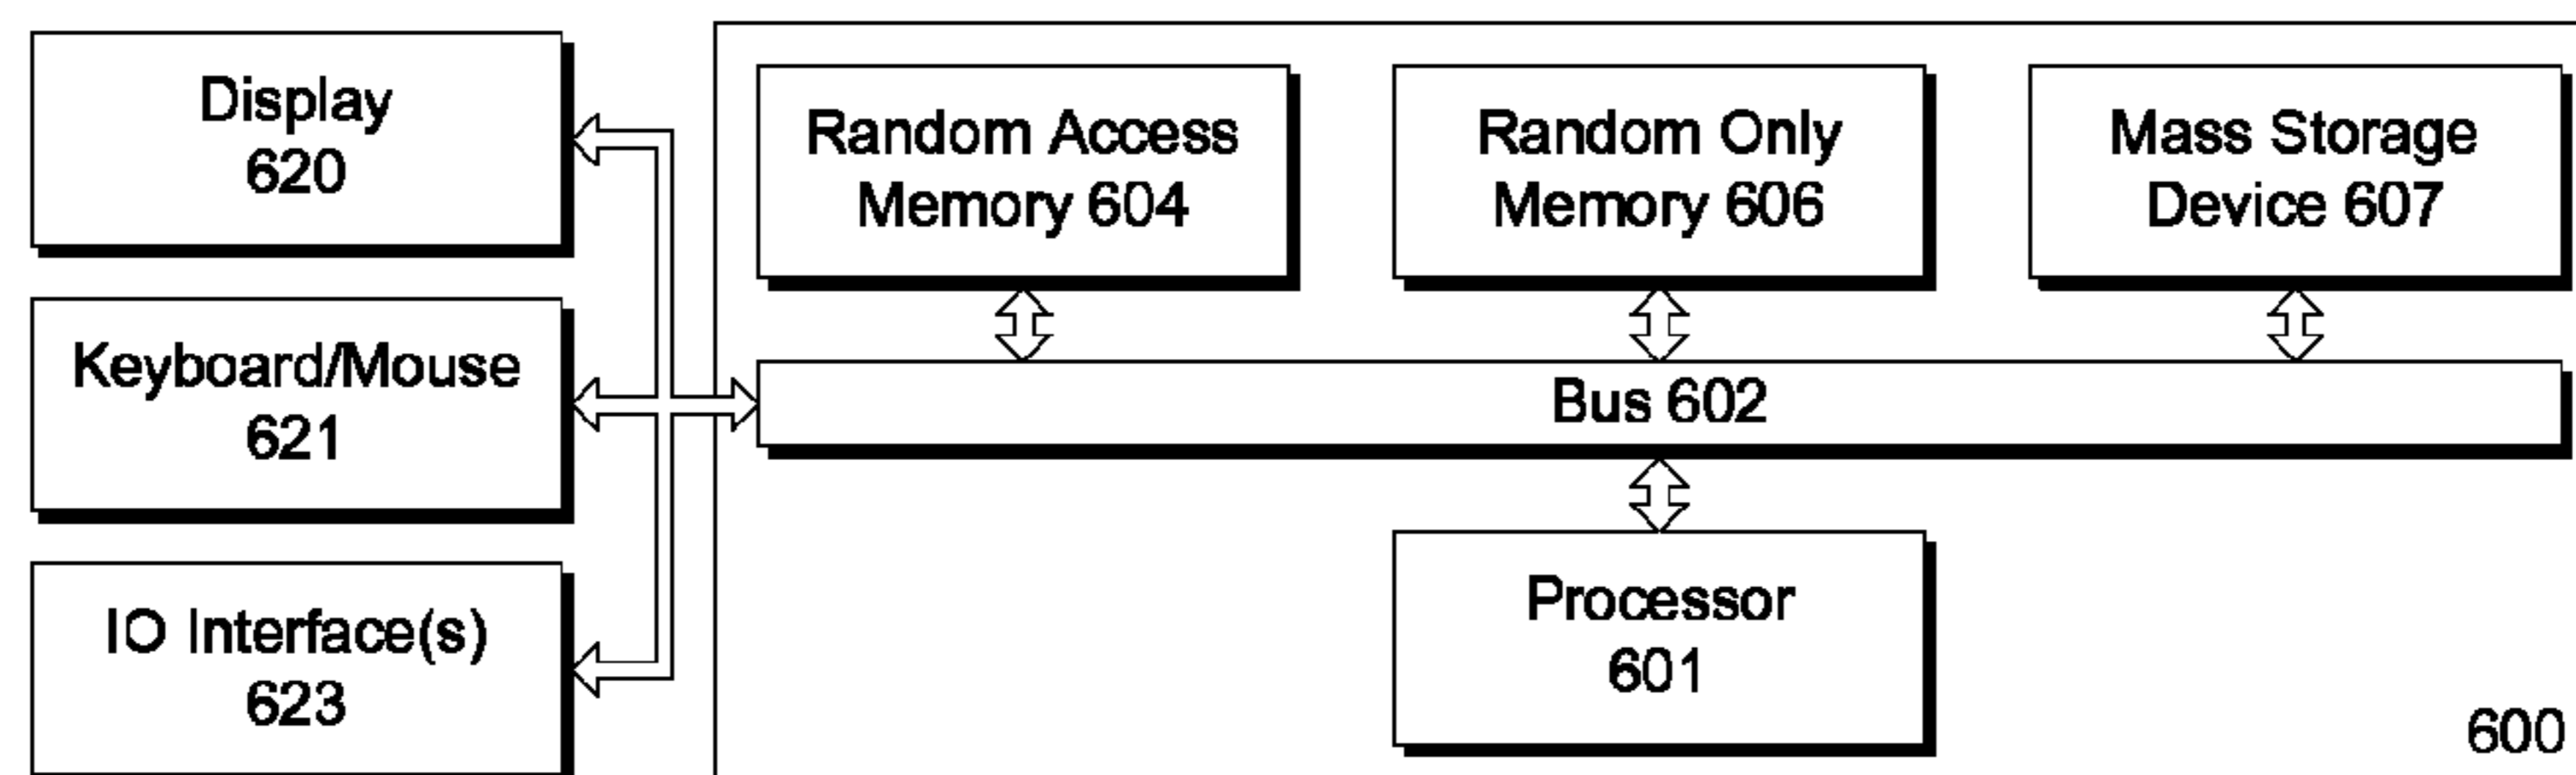 Display
620
Random Access
Memory 604
Random Only
Memory 606
Mass Storage
Device 607
Keyboard/Mouse
621
Bus 602
IO Interface(s)
623
Processor
601
600